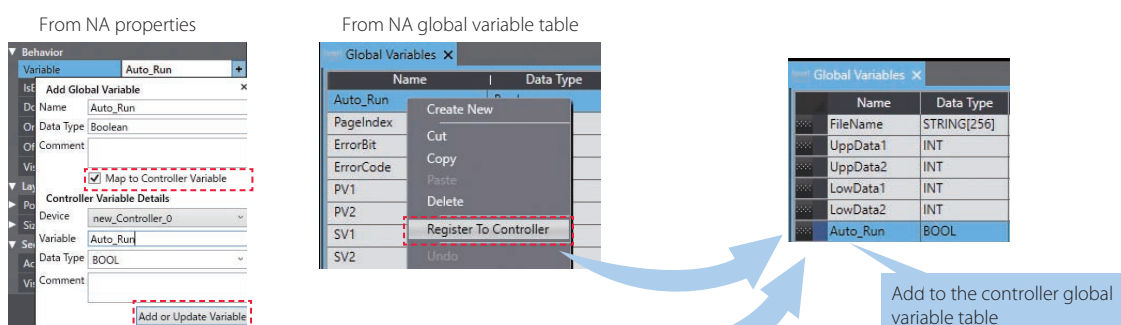 From NA properties
Behavior
Variable Auto_Run +
Add Global Variable ×
Name Auto_Run
Data Type Boolean
Comment
Map to Controller Variable
Controller Variable Details
Device new_Controller_0
Variable Auto_Run
Data Type BOOL
Comment
Add or Update Variable
From NA global variable table
Global Variables X
Name Data Type
Auto_Run
PageIndex
ErrorBit
ErrorCode
PV1
PV2
SV1
SV2
Create New
Cut
Copy
Paste
Delete
Register To Controller
Undo
Global Variables X
Name Data Type
FileName STRING[256]
UppData1 INT
UppData2 INT
LowData1 INT
LowData2 INT
Auto_Run BOOL
Add to the controller global
variable table